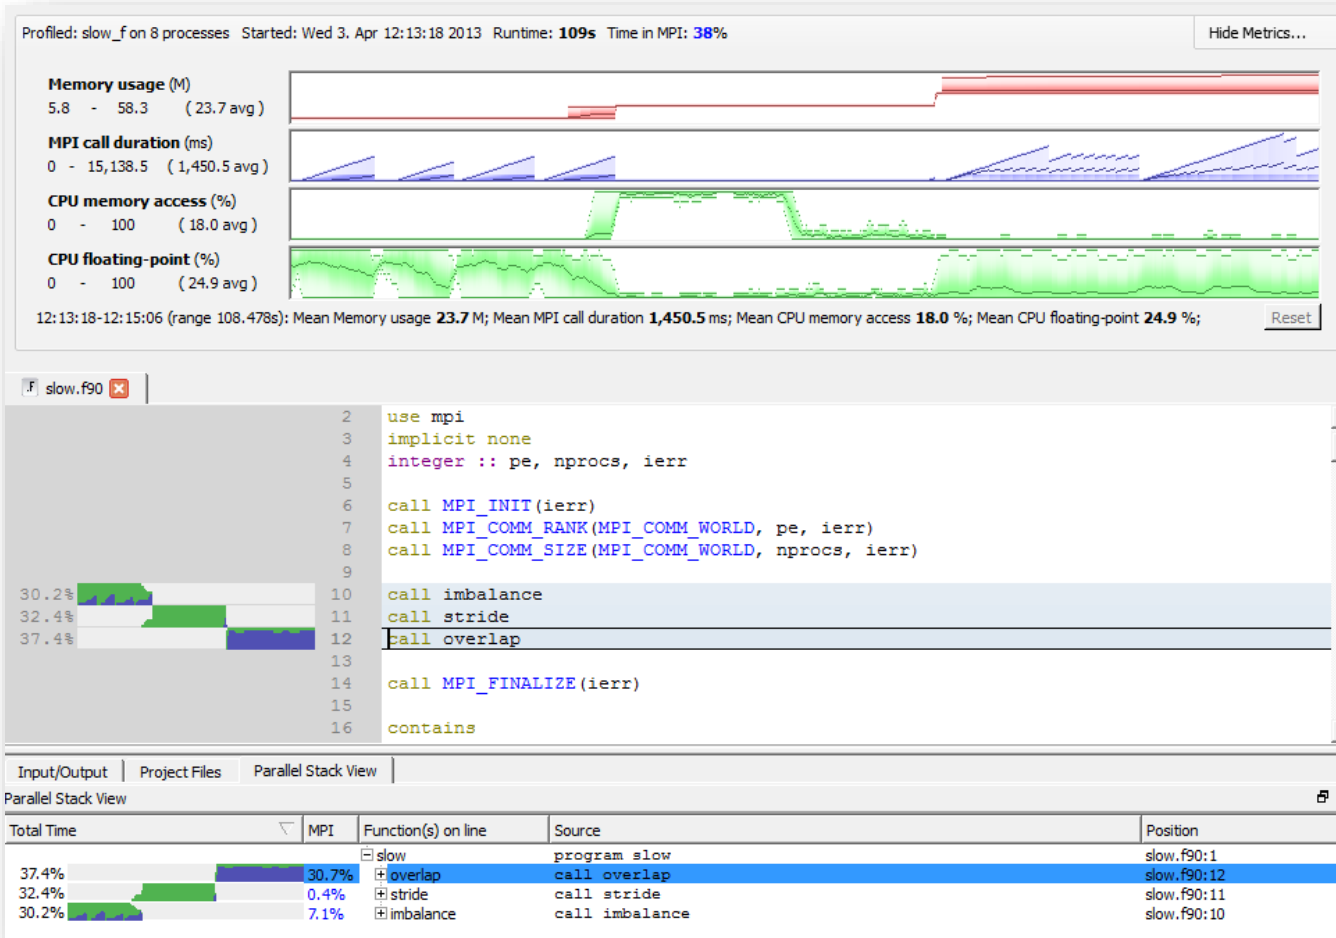 Profiled: slow_f on 8 processes Started: Wed 3. Apr 12:13:18 2013 Runtime: 109s Time in MPI: 38%
Hide Metrics...
Memory usage (M)
5.8 - 58.3 ( 23.7 avg )
MPI call duration (ms)
0 - 15,138.5 ( 1,450.5 avg )
CPU memory access (%)
0 - 100 ( 18.0 avg )
CPU floating-point (%)
0 - 100 ( 24.9 avg )
12:13:18-12:15:06 (range 108.478s): Mean Memory usage 23.7 M; Mean MPI call duration 1,450.5 ms; Mean CPU memory access 18.0 %; Mean CPU floating-point 24.9 %;
Reset
.F slow.f90
2 use mpi
3 implicit none
4 integer :: pe, nprocs, ierr
5
6 call MPI_INIT(ierr)
7 call MPI_COMM_RANK(MPI_COMM_WORLD, pe, ierr)
8 call MPI_COMM_SIZE(MPI_COMM_WORLD, nprocs, ierr)
9
30.2% 10 call imbalance
32.4% 11 call stride
37.4% 12 call overlap
13
14 call MPI_FINALIZE(ierr)
15
16 contains
Input/Output Project Files Parallel Stack View
Parallel Stack View
Total Time MPI Function(s) on line Source Position
slow program slow slow.f90:1
37.4% 30.7% overlap call overlap slow.f90:12
32.4% 0.4% stride call stride slow.f90:11
30.2% 7.1% imbalance call imbalance slow.f90:10